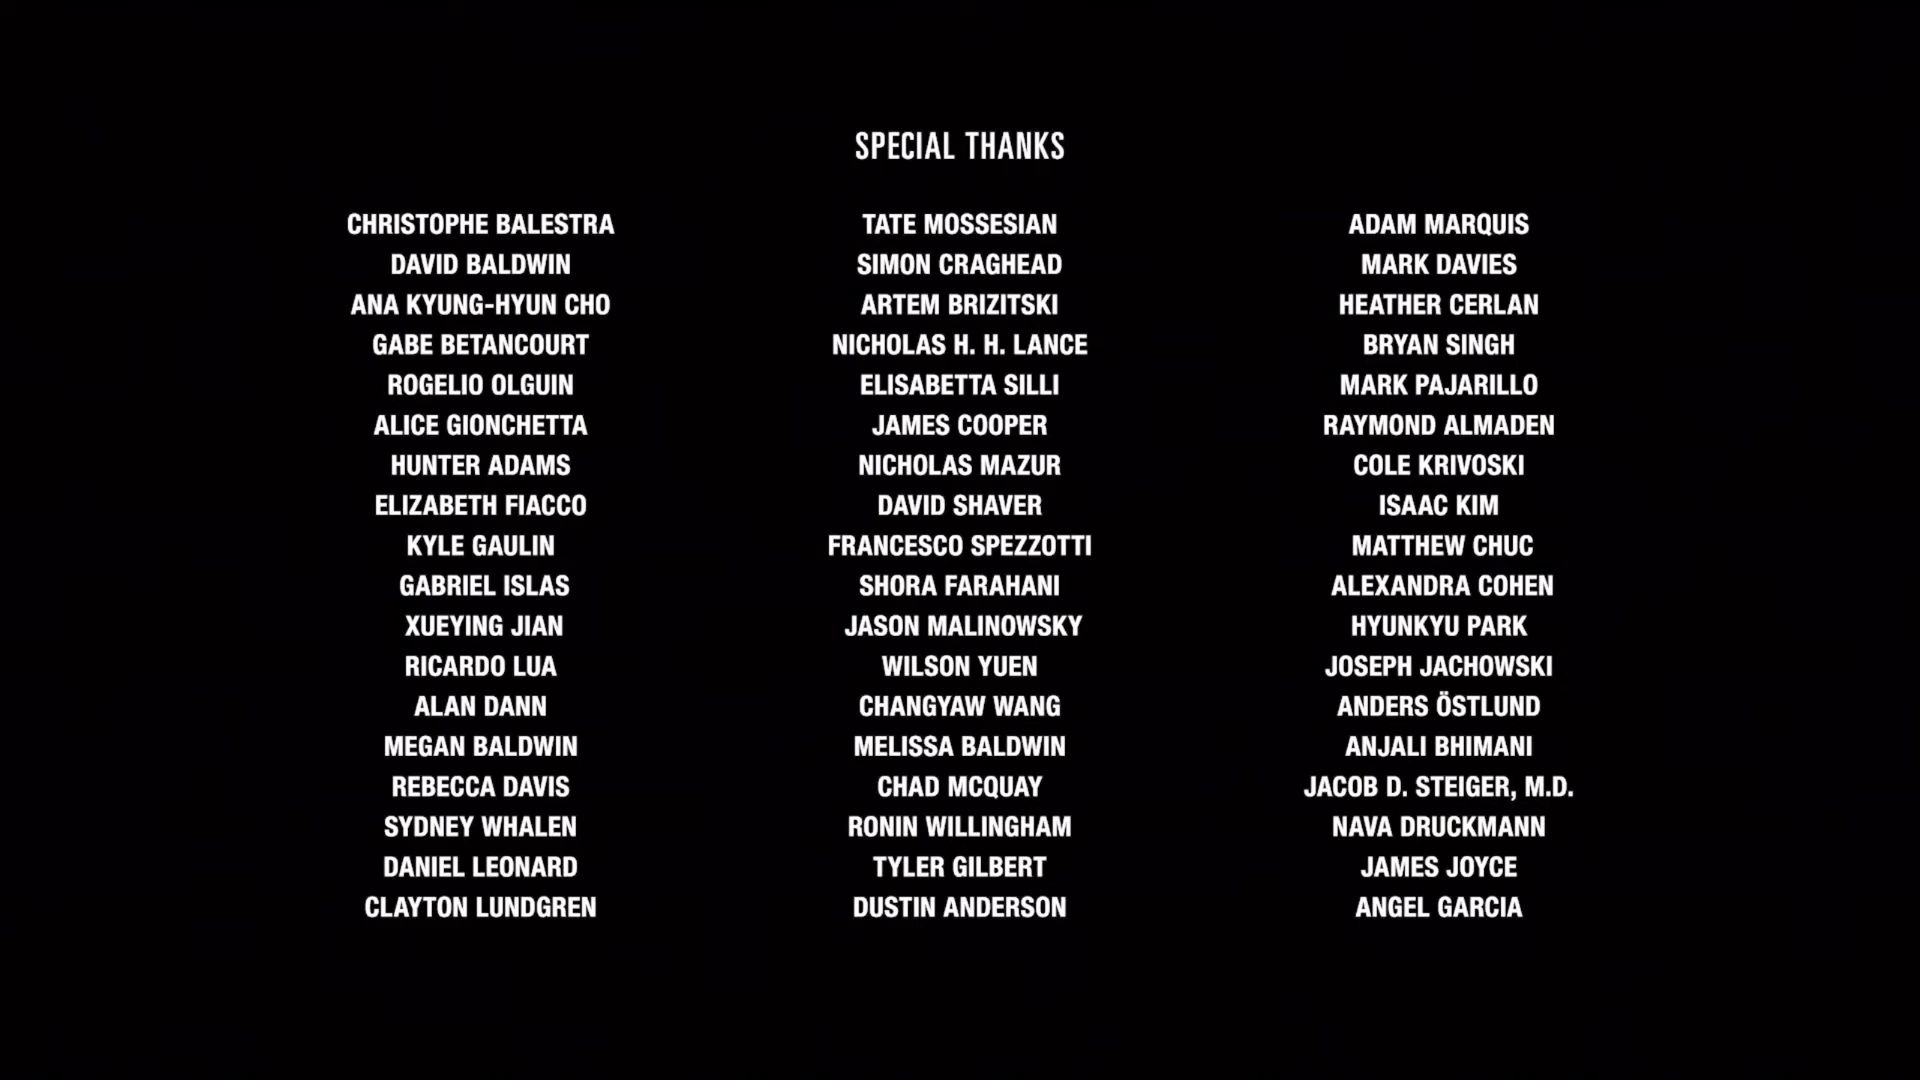 SPECIAL THANKS
CHRISTOPHE BALESTRA
DAVID BALDWIN
ANA KYUNG-HYUN CHO
GABE BETANCOURT
ROGELIO OLGUIN
ALICE GIONCHETTA
HUNTER ADAMS
ELIZABETH FIACCO
KYLE GAULIN
GABRIEL ISLAS
XUEYING JIAN
RICARDO LUA
ALAN DANN
MEGAN BALDWIN
REBECCA DAVIS
SYDNEY WHALEN
DANIEL LEONARD
CLAYTON LUNDGREN
TATE MOSSESIAN
SIMON CRAGHEAD
ARTEM BRIZITSKI
NICHOLAS H. H. LANCE
ELISABETTA SILLI
JAMES COOPER
NICHOLAS MAZUR
DAVID SHAVER
FRANCESCO SPEZZOTTI
SHORA FARAHANI
JASON MALINOWSKY
WILSON YUEN
CHANGYAW WANG
MELISSA BALDWIN
CHAD MCQUAY
RONIN WILLINGHAM
TYLER GILBERT
DUSTIN ANDERSON
ADAM MARQUIS
MARK DAVIES
HEATHER CERLAN
BRYAN SINGH
MARK PAJARILLO
RAYMOND ALMADEN
COLE KRIVOSKI
ISAAC KIM
MATTHEW CHUC
ALEXANDRA COHEN
HYUNKYU PARK
JOSEPH JACHOWSKI
ANDERS ÖSTLUND
ANJALI BHIMANI
JACOB D. STEIGER, M.D.
NAVA DRUCKMANN
JAMES JOYCE
ANGEL GARCIA